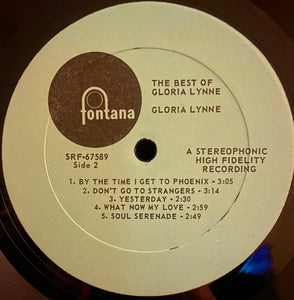 fontana
THE BEST OF
GLORIA LYNNE
GLORIA LYNNE
SRF-67589
Side 2
A STEREOPHONIC
HIGH FIDELITY
RECORDING
1. BY THE TIME I GET TO PHOENIX - 3:05
2. DON'T GO TO STRANGERS - 3:14
3. YESTERDAY - 2:30
4. WHAT NOW MY LOVE - 2:59
5. SOUL SERENADE - 2:49